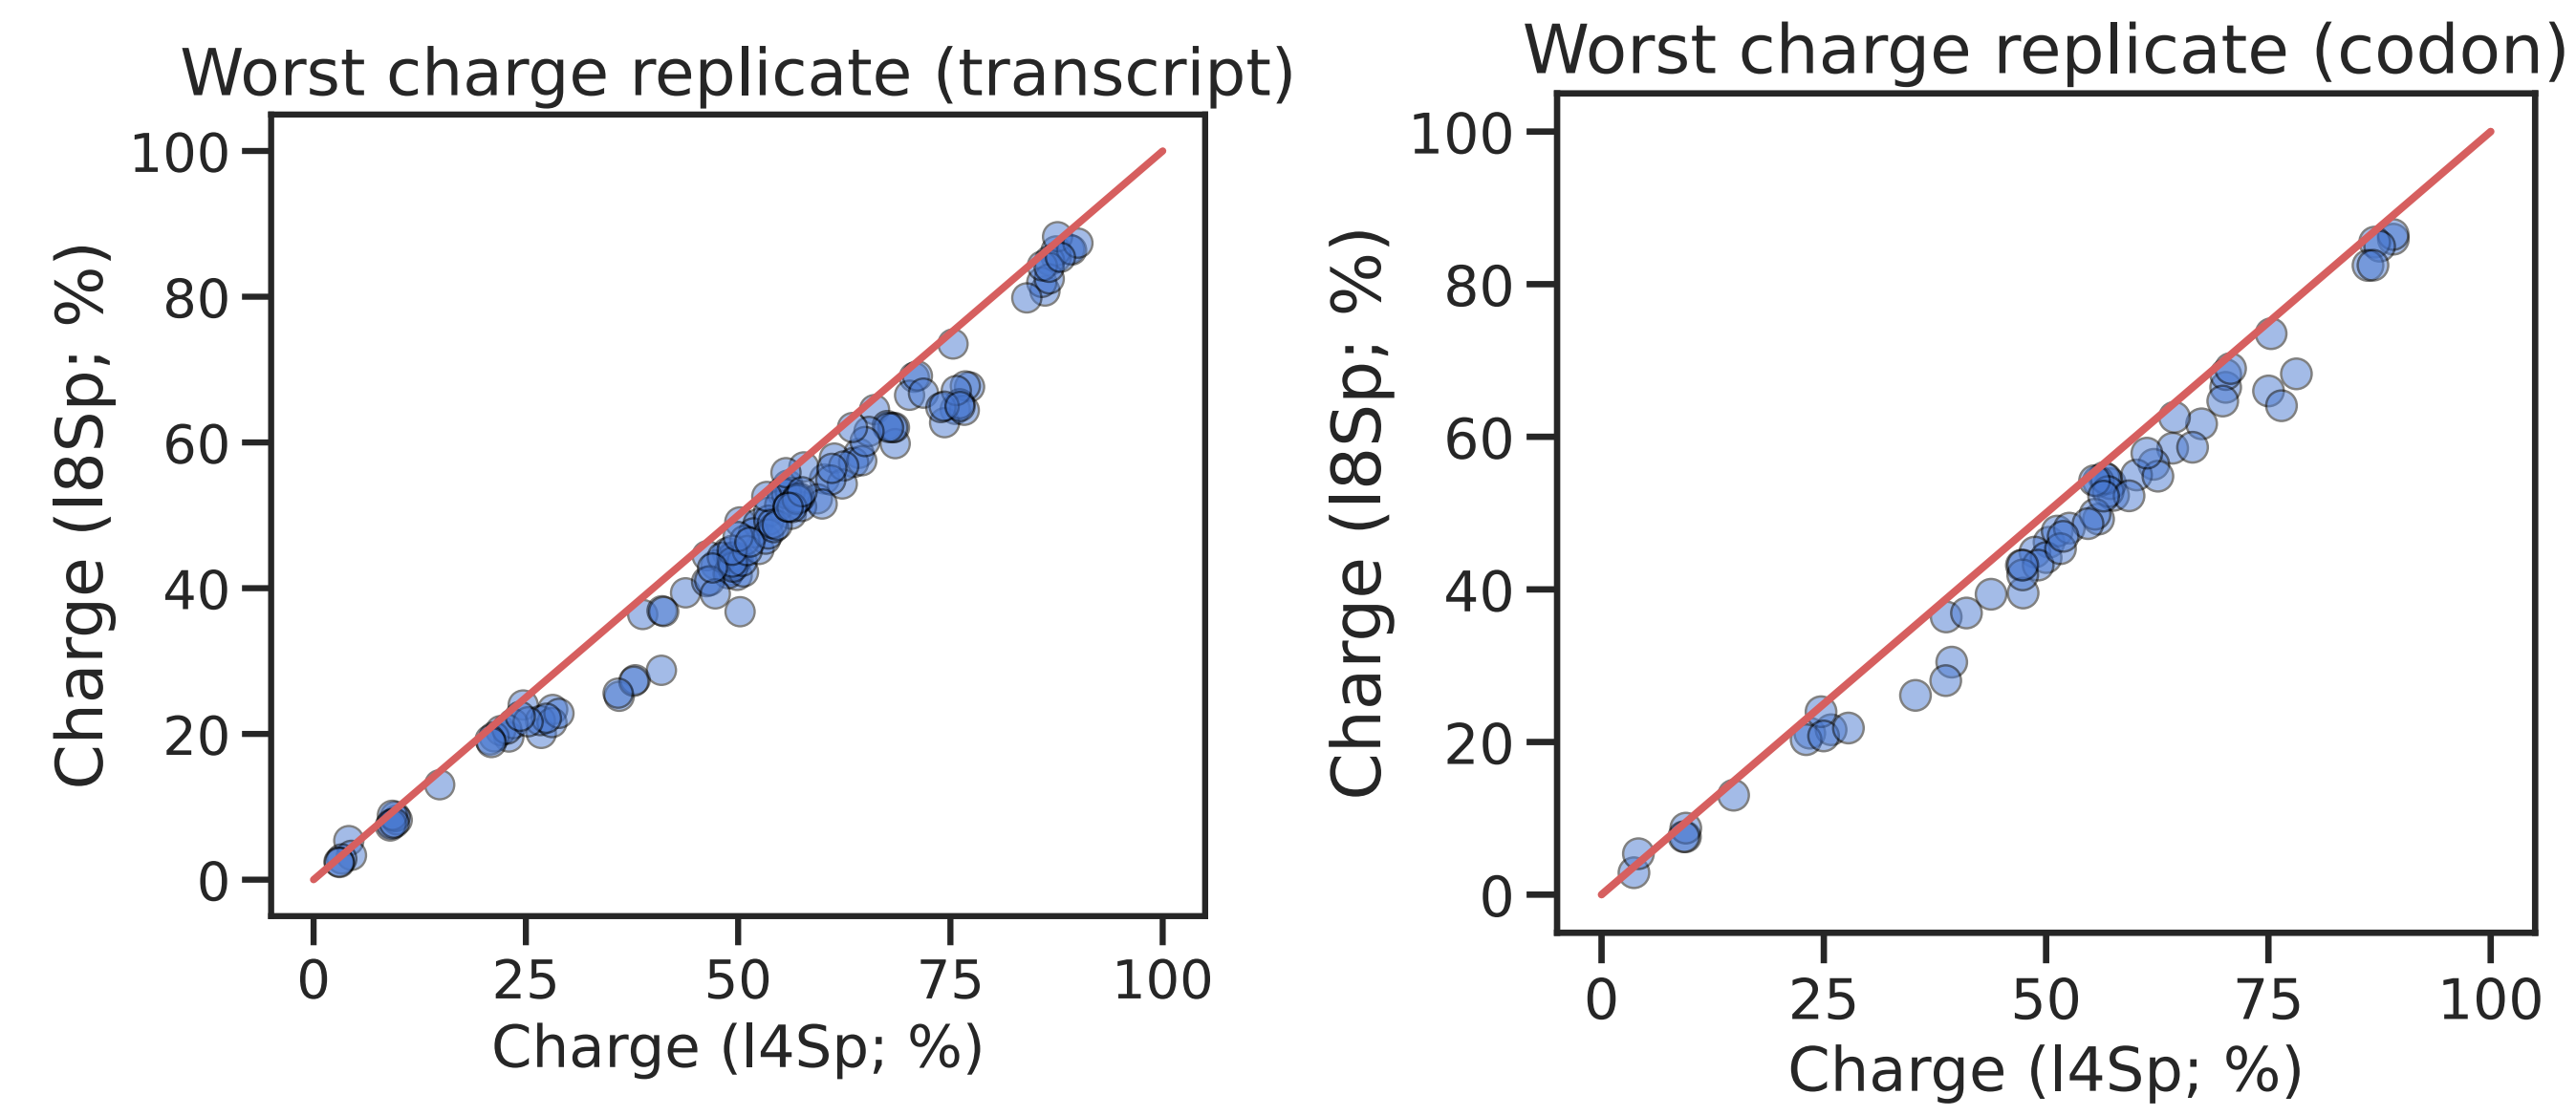 Worst charge replicate (transcript)
Charge (l8Sp; %)
100
80
60
40
20
0
0 25 50 75 100
Charge (l4Sp; %)
Worst charge replicate (codon)
Charge (l8Sp; %)
100
80
60
40
20
0
0 25 50 75 100
Charge (l4Sp; %)